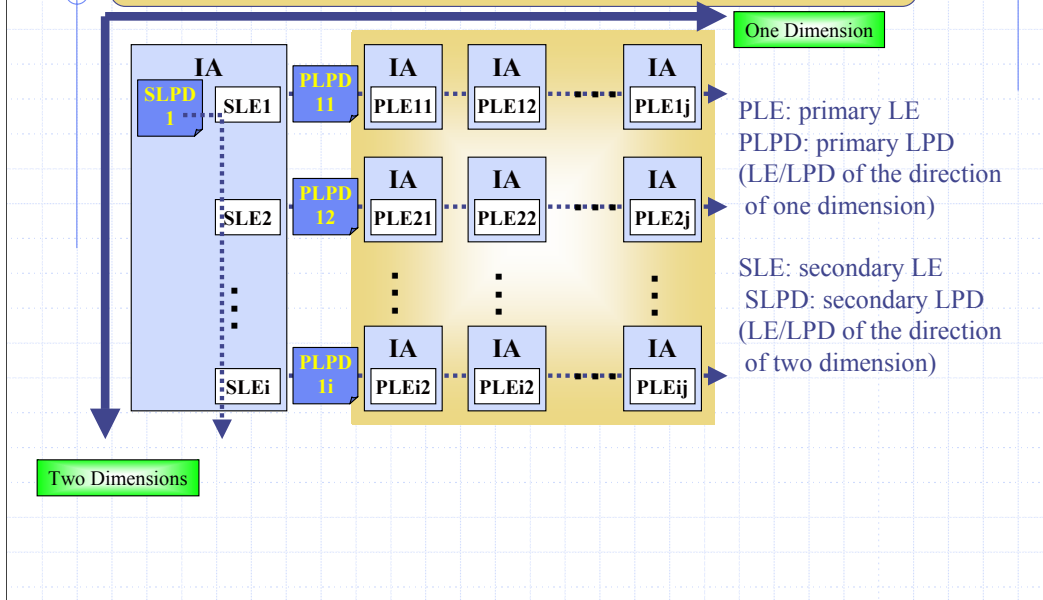 One Dimension
IA
SLPD
1
SLE1
PLPD
11
IA
PLE11
IA
PLE12
IA
PLE1j
SLE2
PLPD
12
IA
PLE21
IA
PLE22
IA
PLE2j
SLEi
PLPD
1i
IA
PLEi2
IA
PLEi2
IA
PLEij
PLE: primary LE
PLPD: primary LPD
(LE/LPD of the direction
of one dimension)
SLE: secondary LE
SLPD: secondary LPD
(LE/LPD of the direction
of two dimension)
Two Dimensions